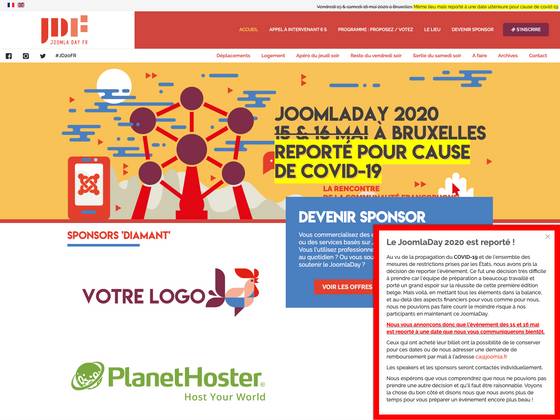 Vendredi 15 & samedi 16 mai 2020 à Bruxelles Même lieu mais reporté à une date ultérieure pour cause de covid-19
JDF
JOOMLA DAY FR
ACCUEIL APPEL À INTERVENANT·E·S PROGRAMME : PROPOSEZ / VOTEZ LE LIEU DEVENIR SPONSOR S'INSCRIRE
#JD20FR Déplacements Logement Apéro du jeudi soir Resto du vendredi soir Sortie du samedi soir A faire Archives Contact
JOOMLADAY 2020
15 & 16 MAI À BRUXELLES
REPORTÉ POUR CAUSE
DE COVID-19
LA RENCONTRE
DE LA COMMUNAUTÉ FRANCOPHONE
SPONSORS 'DIAMANT'
VOTRE LOGO
PlanetHoster®
Host Your World
DEVENIR SPONSOR
Vous commercialisez des
ou des services basés sur
Vous l'utilisez professionne
au quotidien ? Ou vous sou
soutenir le JoomlaDay ?
VOIR LES OFFRES
Le JoomlaDay 2020 est reporté !
Au vu de la propagation du COVID-19 et de l'ensemble des
mesures de restrictions prises par les États, nous avons pris la
décision de reporter l'événement. Ce fut une décision très difficile
à prendre car l'équipe de préparation a beaucoup travaillé et
porté un grand espoir sur la réussite de cette première édition
belge. Mais voilà, en mettant tous les éléments dans la balance,
et au-delà des aspects financiers pour vous comme pour nous,
nous ne pouvons pas faire courir le moindre risque à nos
participants en maintenant ce JoomlaDay.
Nous vous annonçons donc que l'événement des 15 et 16 mai
est reporté à une date que nous vous communiquerons bientôt.
Ceux qui ont acheté leur billet ont la possibilité de le conserver
pour ces dates ou de nous adresser une demande de
remboursement par mail à l'adresse ca@joomla.fr
Les speakers et les sponsors seront contactés individuellement.
Nous espérons que vous comprendrez que nous ne pouvions pas
prendre une autre décision et qu'il faut être raisonnable. Voyons
la chose du bon côté et disons nous que nous avons plus de
temps pour vous préparer un événement encore plus beau !